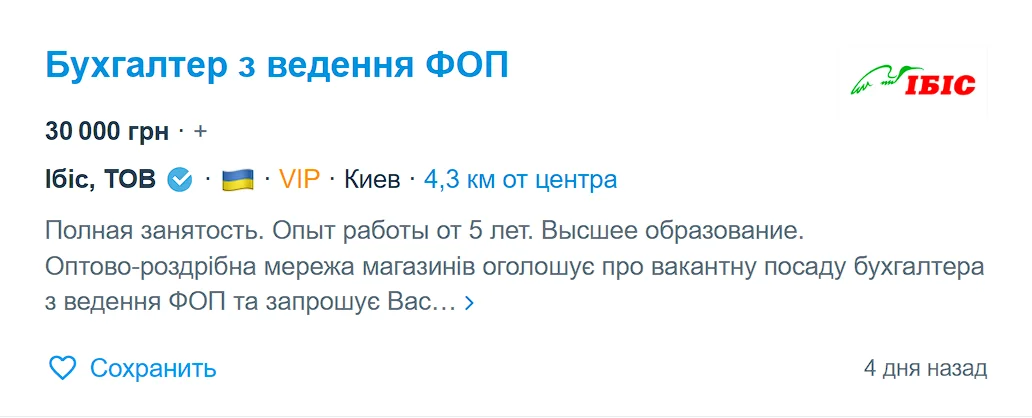 Бухгалтер з ведення ФОП
ІБІС
30 000 грн · +
Ібіс, ТОВ · · VIP · Киев · 4,3 км от центра
Полная занятость. Опыт работы от 5 лет. Высшее образование.
Оптово-роздрібна мережа магазинів оголошує про вакантну посаду бухгалтера
з ведення ФОП та запрошує Вас…
Сохранить
4 дня назад